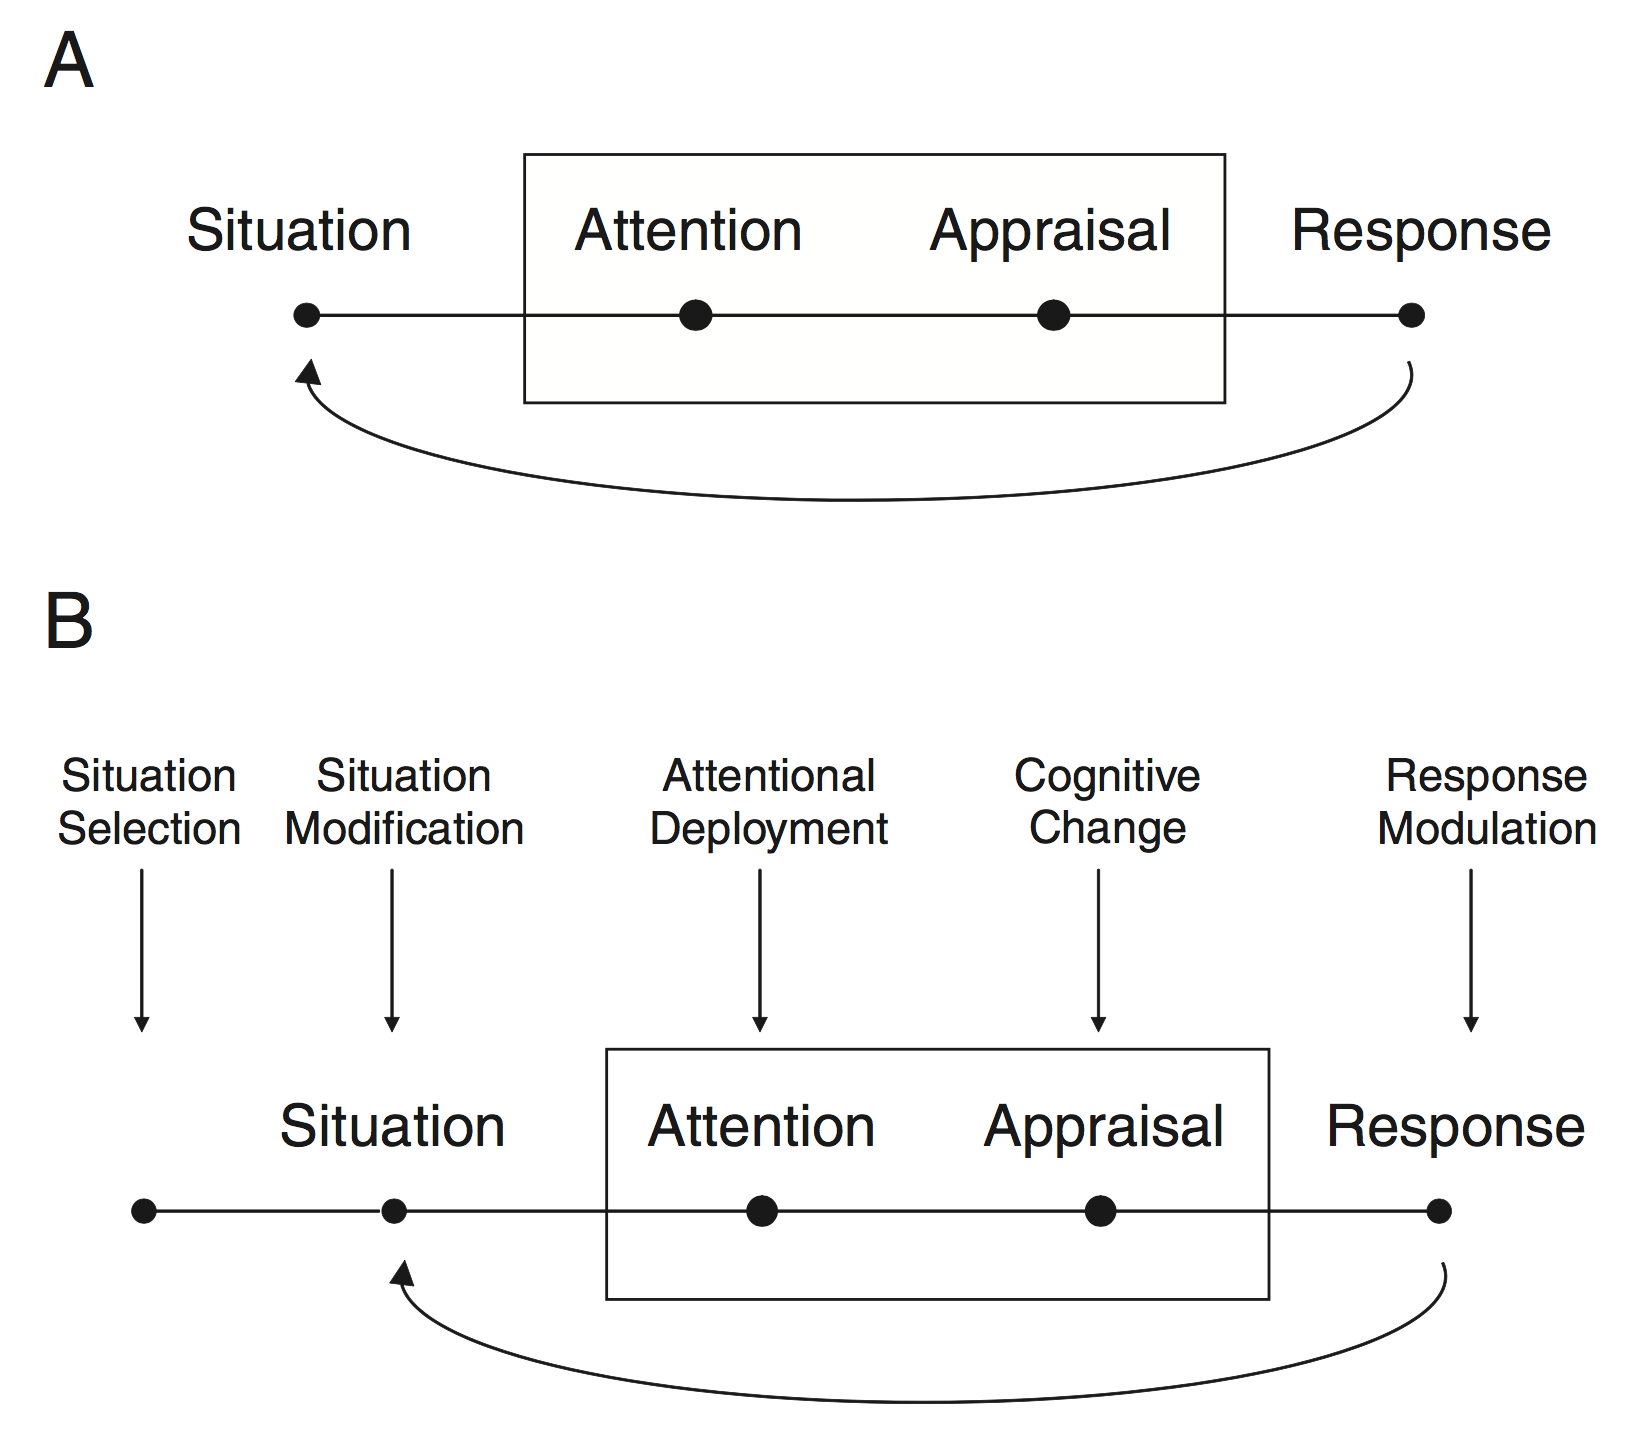 A
Situation Attention Appraisal Response
B
Situation Situation Attentional Cognitive Response
Selection Modification Deployment Change Modulation
Situation Attention Appraisal Response